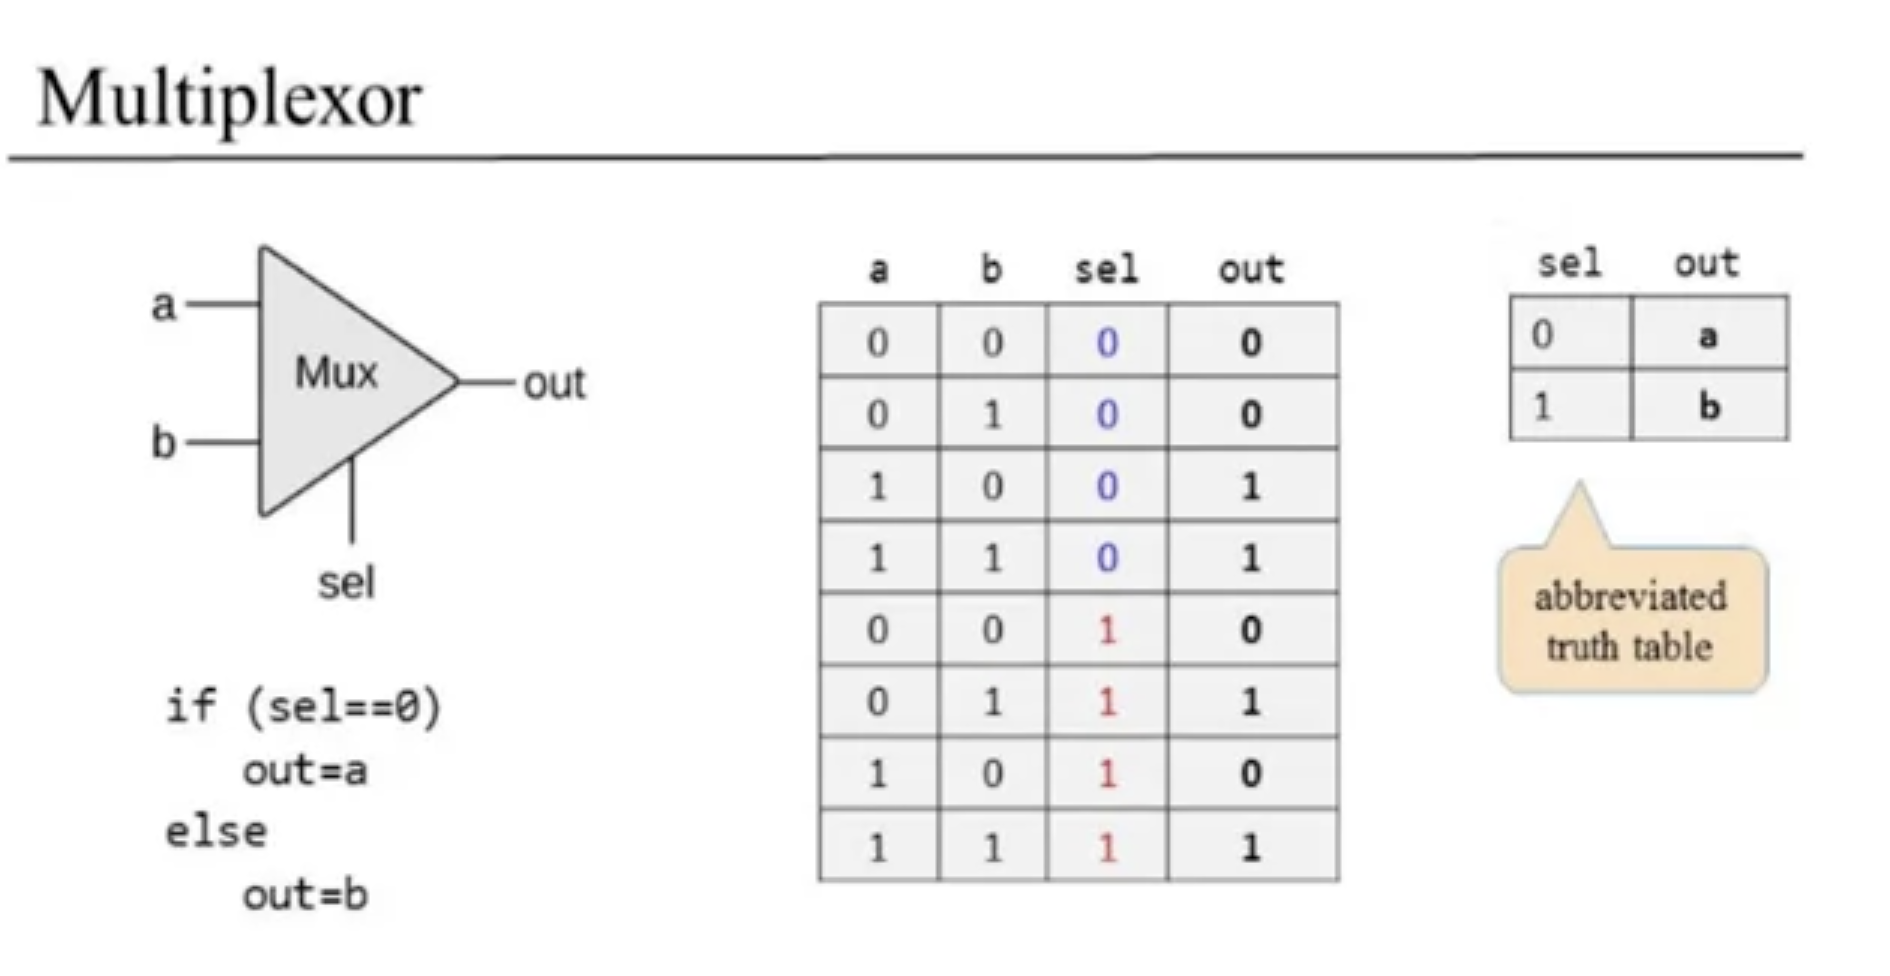 Multiplexor
a
b
Mux
out
sel
if (sel==0)
out=a
else
out=b
a b sel out
0 0 0 0
0 1 0 0
1 0 0 1
1 1 0 1
0 0 1 0
0 1 1 1
1 0 1 0
1 1 1 1
sel out
0 a
1 b
abbreviated
truth table